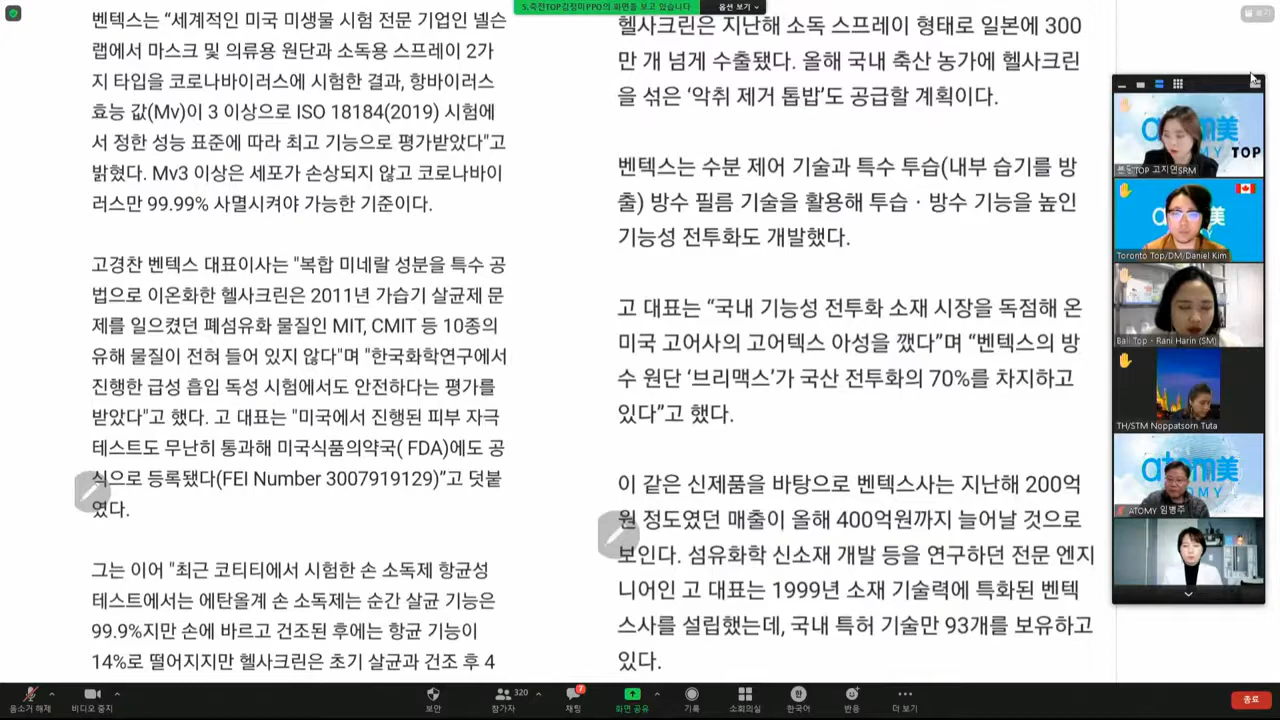 5.죽전TOP김정미PPO의 화면을 보고 있습니다
옵션 보기
보기
벤텍스는 “세계적인 미국 미생물 시험 전문 기업인 넬슨
랩에서 마스크 및 의류용 원단과 소독용 스프레이 2가
지 타입을 코로나바이러스에 시험한 결과, 항바이러스
효능 값(Mv)이 3 이상으로 ISO 18184(2019) 시험에
서 정한 성능 표준에 따라 최고 기능으로 평가받았다"고
밝혔다. Mv3 이상은 세포가 손상되지 않고 코로나바이
러스만 99.99% 사멸시켜야 가능한 기준이다.
고경찬 벤텍스 대표이사는 "복합 미네랄 성분을 특수 공
법으로 이온화한 헬사크린은 2011년 가습기 살균제 문
제를 일으켰던 폐섬유화 물질인 MIT, CMIT 등 10종의
유해 물질이 전혀 들어 있지 않다"며 "한국화학연구에서
진행한 급성 흡입 독성 시험에서도 안전하다는 평가를
받았다"고 했다. 고 대표는 "미국에서 진행된 피부 자극
테스트도 무난히 통과해 미국식품의약국( FDA)에도 공
식으로 등록됐다(FEI Number 3007919129)”고 덧붙
였다.
그는 이어 "최근 코티티에서 시험한 손 소독제 항균성
테스트에서는 에탄올계 손 소독제는 순간 살균 기능은
99.9%지만 손에 바르고 건조된 후에는 항균 기능이
14%로 떨어지지만 헬사크린은 초기 살균과 건조 후 4
헬사크린은 지난해 소독 스프레이 형태로 일본에 300
만 개 넘게 수출됐다. 올해 국내 축산 농가에 헬사크린
을 섞은 ‘악취 제거 톱밥’도 공급할 계획이다.
벤텍스는 수분 제어 기술과 특수 투습(내부 습기를 방
출) 방수 필름 기술을 활용해 투습 · 방수 기능을 높인
기능성 전투화도 개발했다.
고 대표는 “국내 기능성 전투화 소재 시장을 독점해 온
미국 고어사의 고어텍스 아성을 깼다”며 “벤텍스의 방
수 원단 ‘브리맥스’가 국산 전투화의 70%를 차지하고
있다”고 했다.
이 같은 신제품을 바탕으로 벤텍스사는 지난해 200억
원 정도였던 매출이 올해 400억원까지 늘어날 것으로
보인다. 섬유화학 신소재 개발 등을 연구하던 전문 엔지
니어인 고 대표는 1999년 소재 기술력에 특화된 벤텍
스사를 설립했는데, 국내 특허 기술만 93개를 보유하고
있다.
TOP
TOP 고지연SRM
Toronto Top/DM/Daniel Kim
Bali Top - Rani Harin (SM)
TH/STM Noppatsorn Tuta
atom美
ATOMY 임병주
음소거 해제
비디오 중지
보안
320
참가자
7
채팅
화면 공유
기록
소회의실
한국어
반응
더 보기
종료